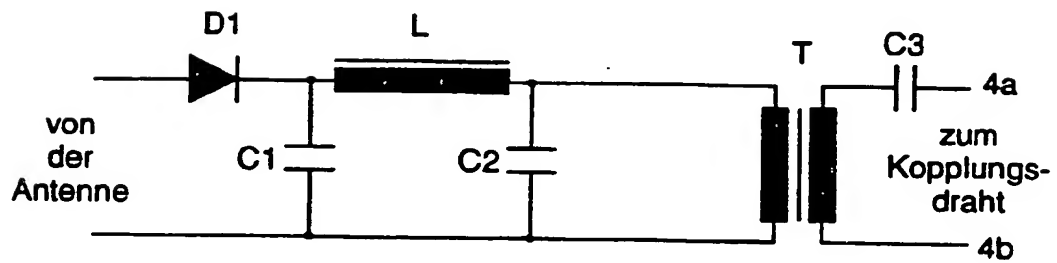 D1
L
T
C3
4a
von
der
Antenne
C1
C2
zum
Kopplungs-
draht
4b